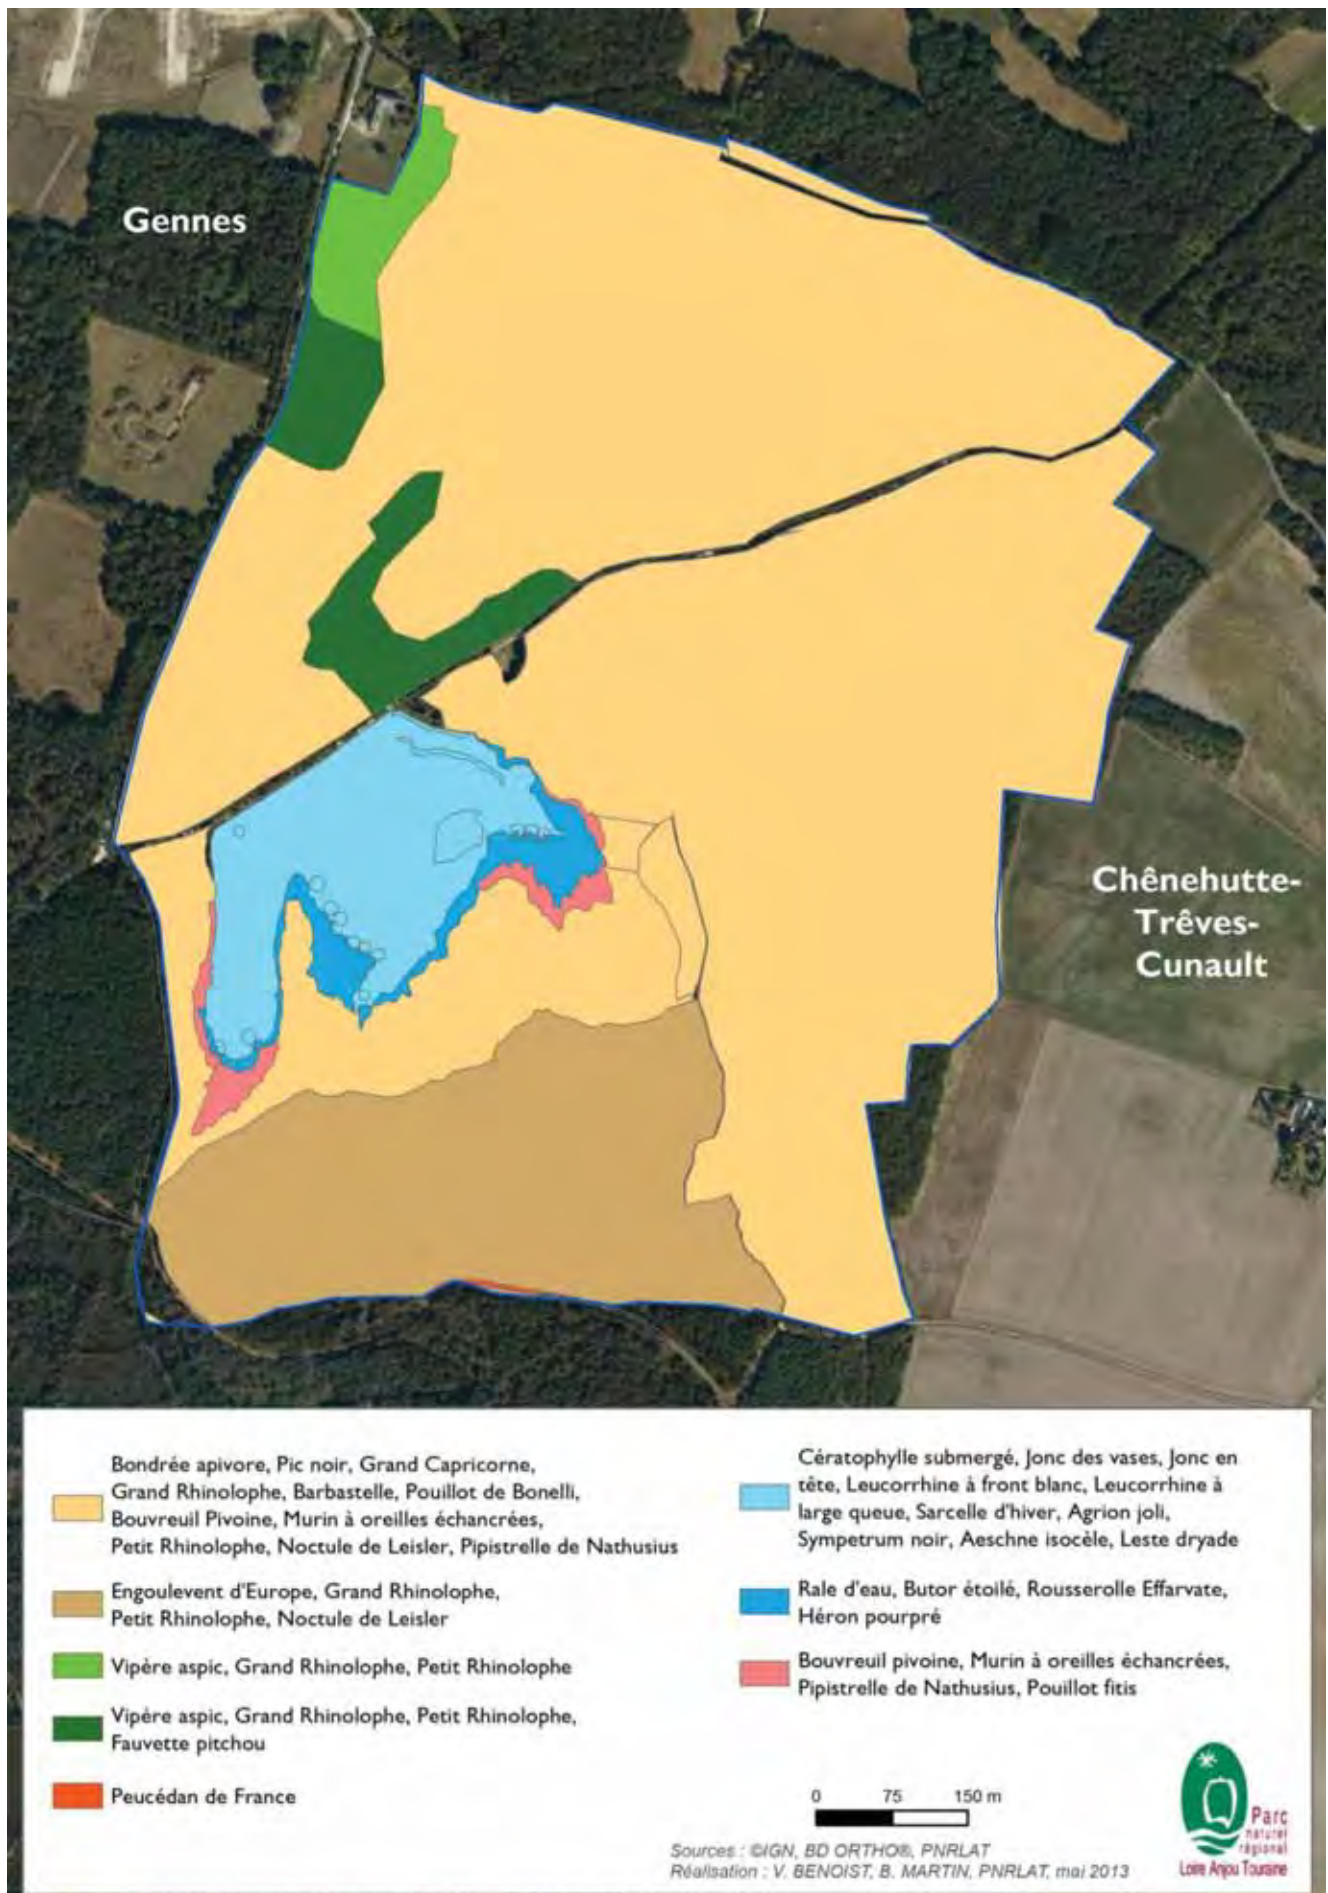 Gennes
Chênehutte-
Trêves-
Cunault
Bondrée apivore, Pic noir, Grand Capricorne,
Grand Rhinolophe, Barbastelle, Pouillot de Bonelli,
Bouvreuil Pivoine, Murin à oreilles échancrées,
Petit Rhinolophe, Noctule de Leisler, Pipistrelle de Nathusius
Engoulevent d'Europe, Grand Rhinolophe,
Petit Rhinolophe, Noctule de Leisler
Vipère aspic, Grand Rhinolophe, Petit Rhinolophe
Vipère aspic, Grand Rhinolophe, Petit Rhinolophe,
Fauvette pitchou
Peucédan de France
Cératophylle submergé, Jonc des vases, Jonc en
tête, Leucorrhine à front blanc, Leucorrhine à
large queue, Sarcelle d'hiver, Agrion joli,
Sympetrum noir, Aeschne isocèle, Leste dryade
Rale d'eau, Butor étoilé, Rousserolle Effarvate,
Héron pourpré
Bouvreuil pivoine, Murin à oreilles échancrées,
Pipistrelle de Nathusius, Pouillot fitis
0 75 150 m
Sources : ©IGN, BD ORTHO®, PNRLAT
Réalisation : V. BENOIST, B. MARTIN, PNRLAT, mai 2013
Parc
naturel
régional
Loire Anjou Touraine